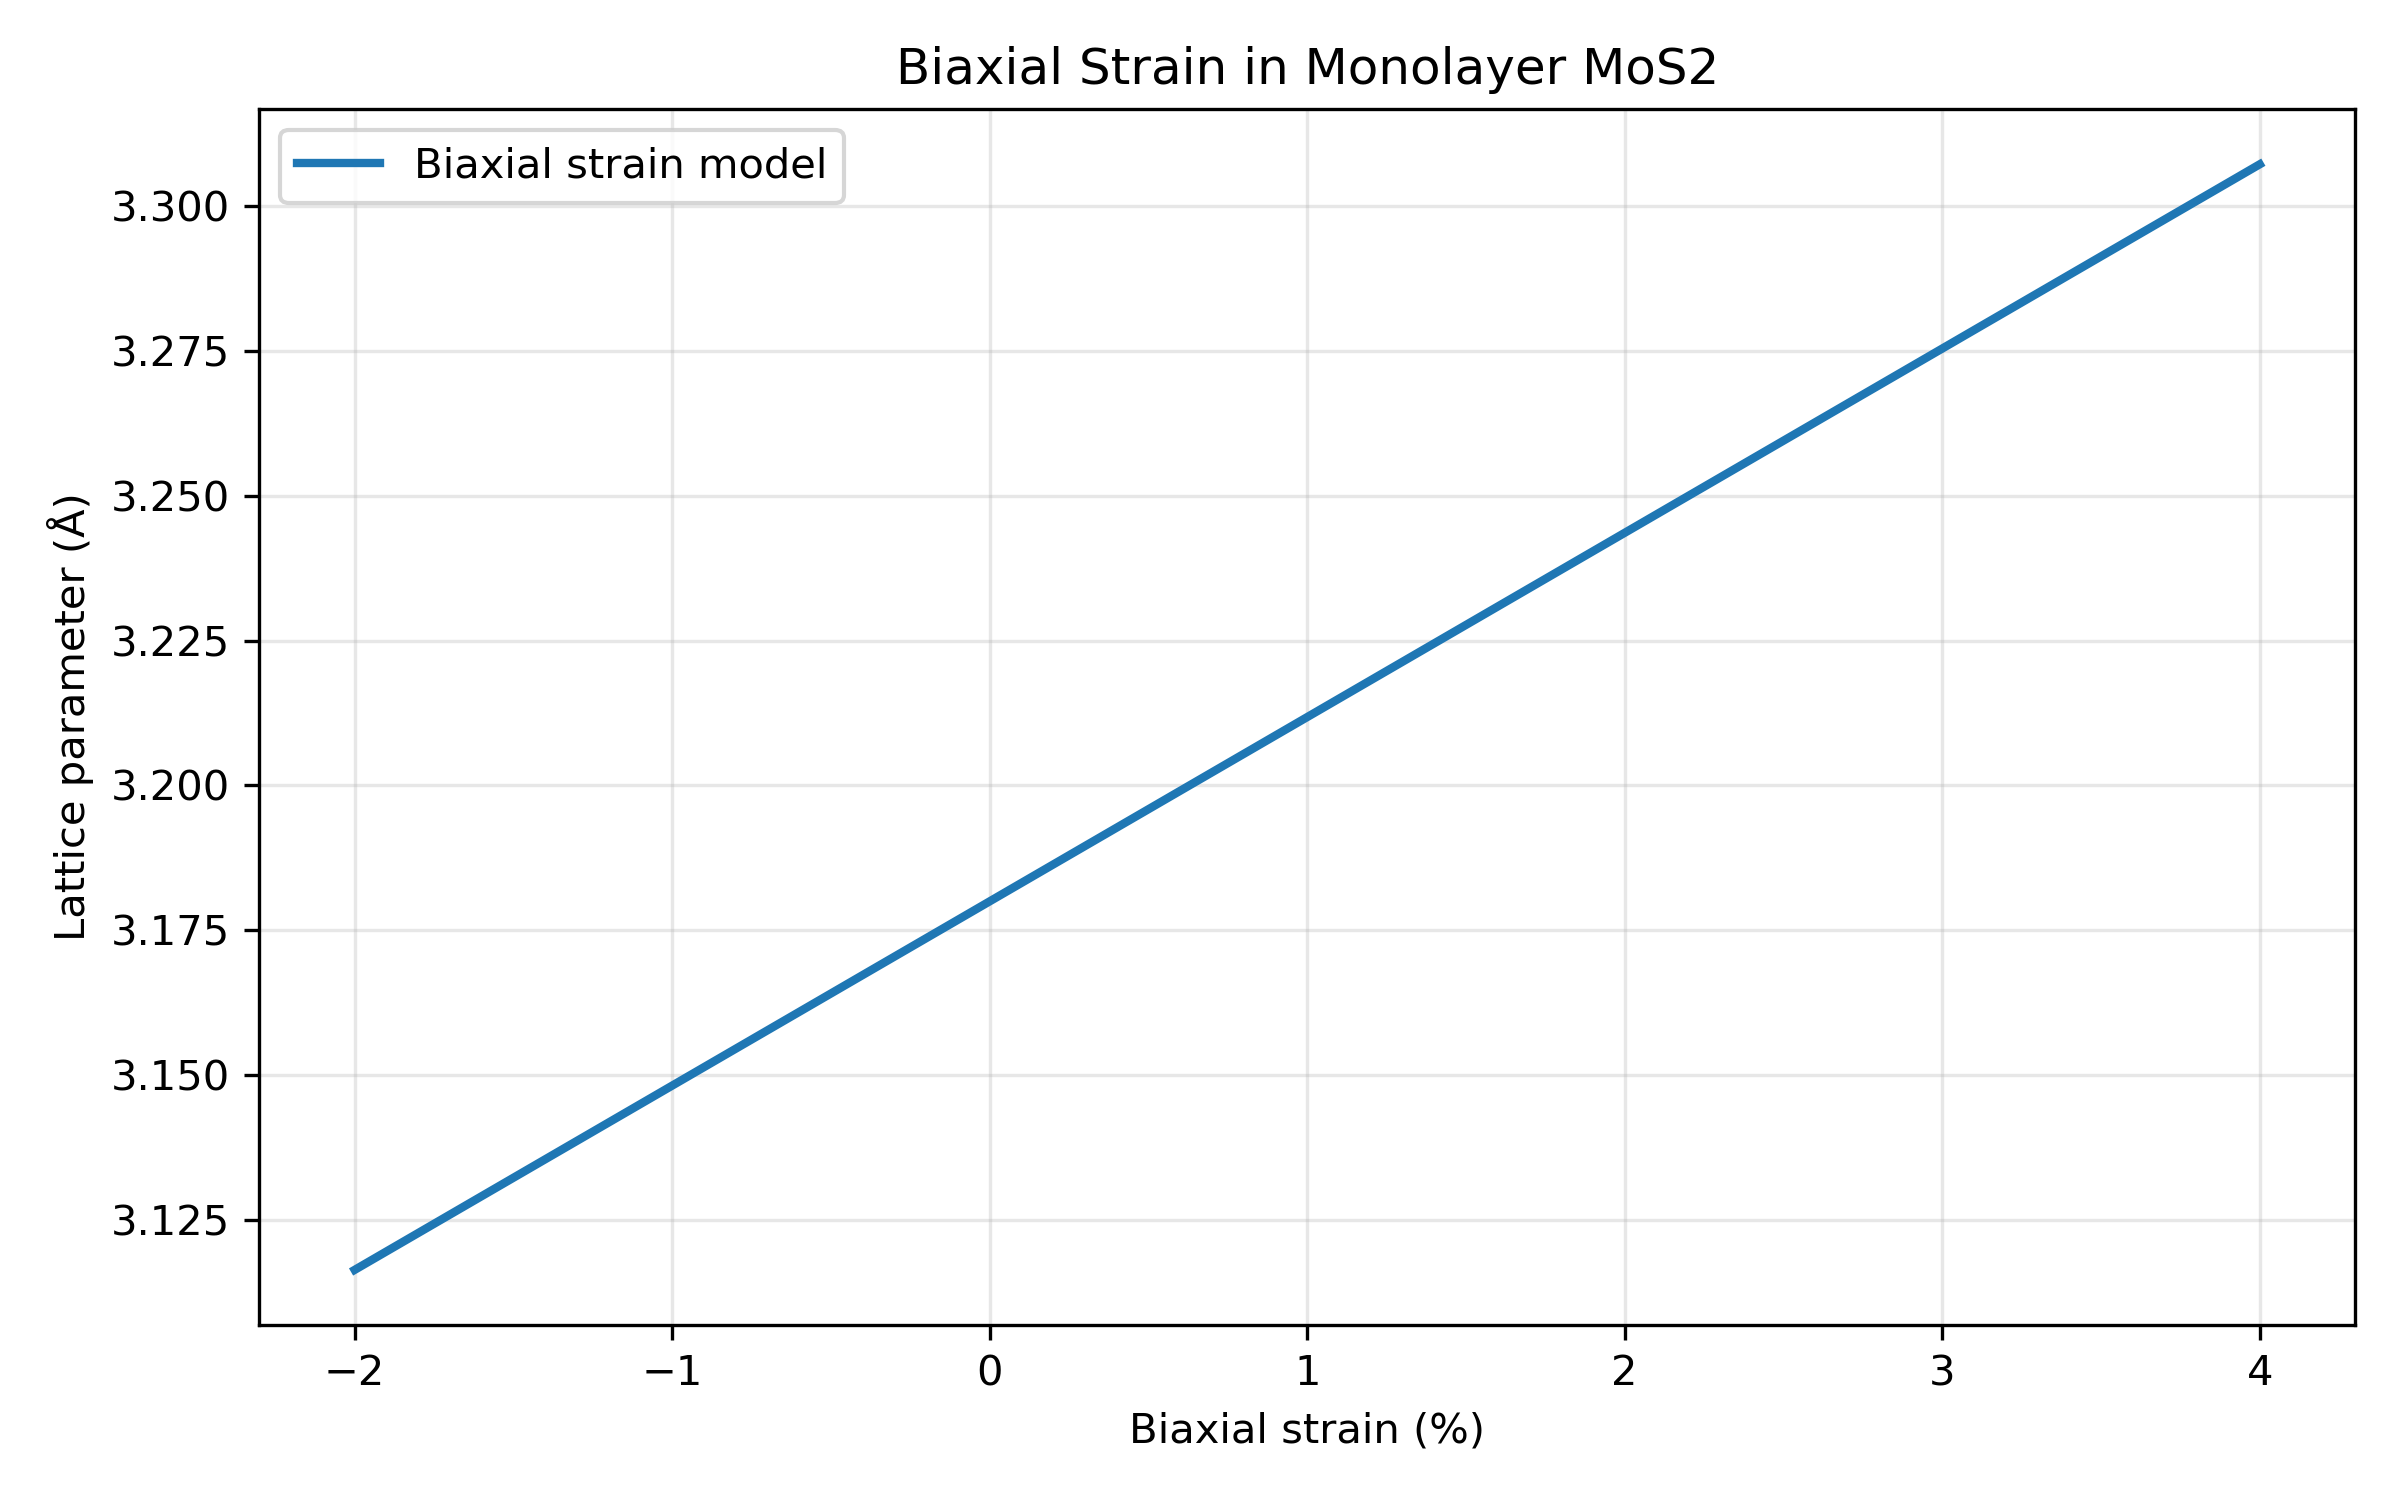 Biaxial Strain in Monolayer MoS2
Biaxial strain model
3.300
3.275
3.250
3.225
3.200
3.175
3.150
3.125
Lattice parameter (Å)
−2 −1 0 1 2 3 4
Biaxial strain (%)